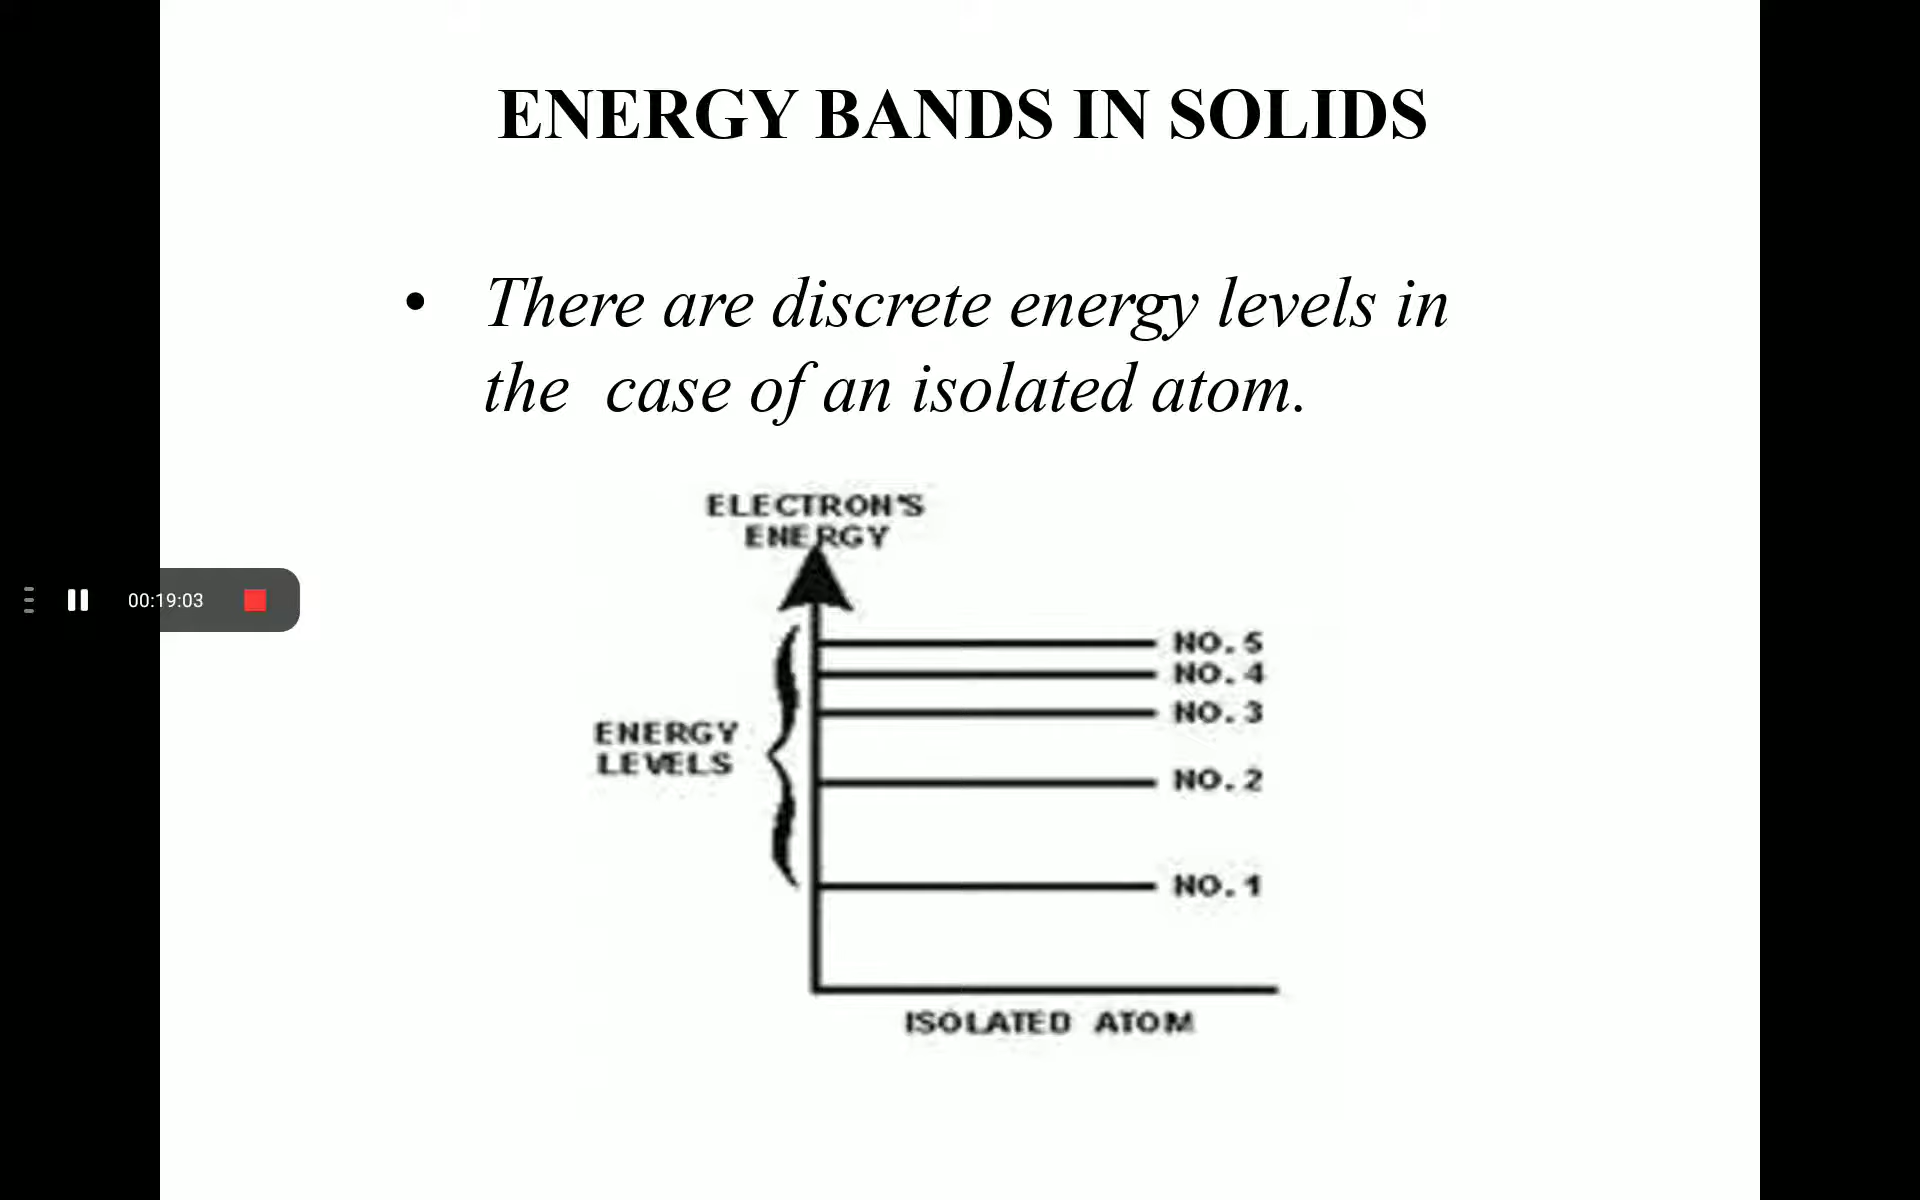 ENERGY BANDS IN SOLIDS
• There are discrete energy levels in
the case of an isolated atom.
ELECTRON'S
ENERGY
NO. 5
NO. 4
NO. 3
ENERGY
LEVELS
NO. 2
NO. 1
ISOLATED ATOM
00:19:03